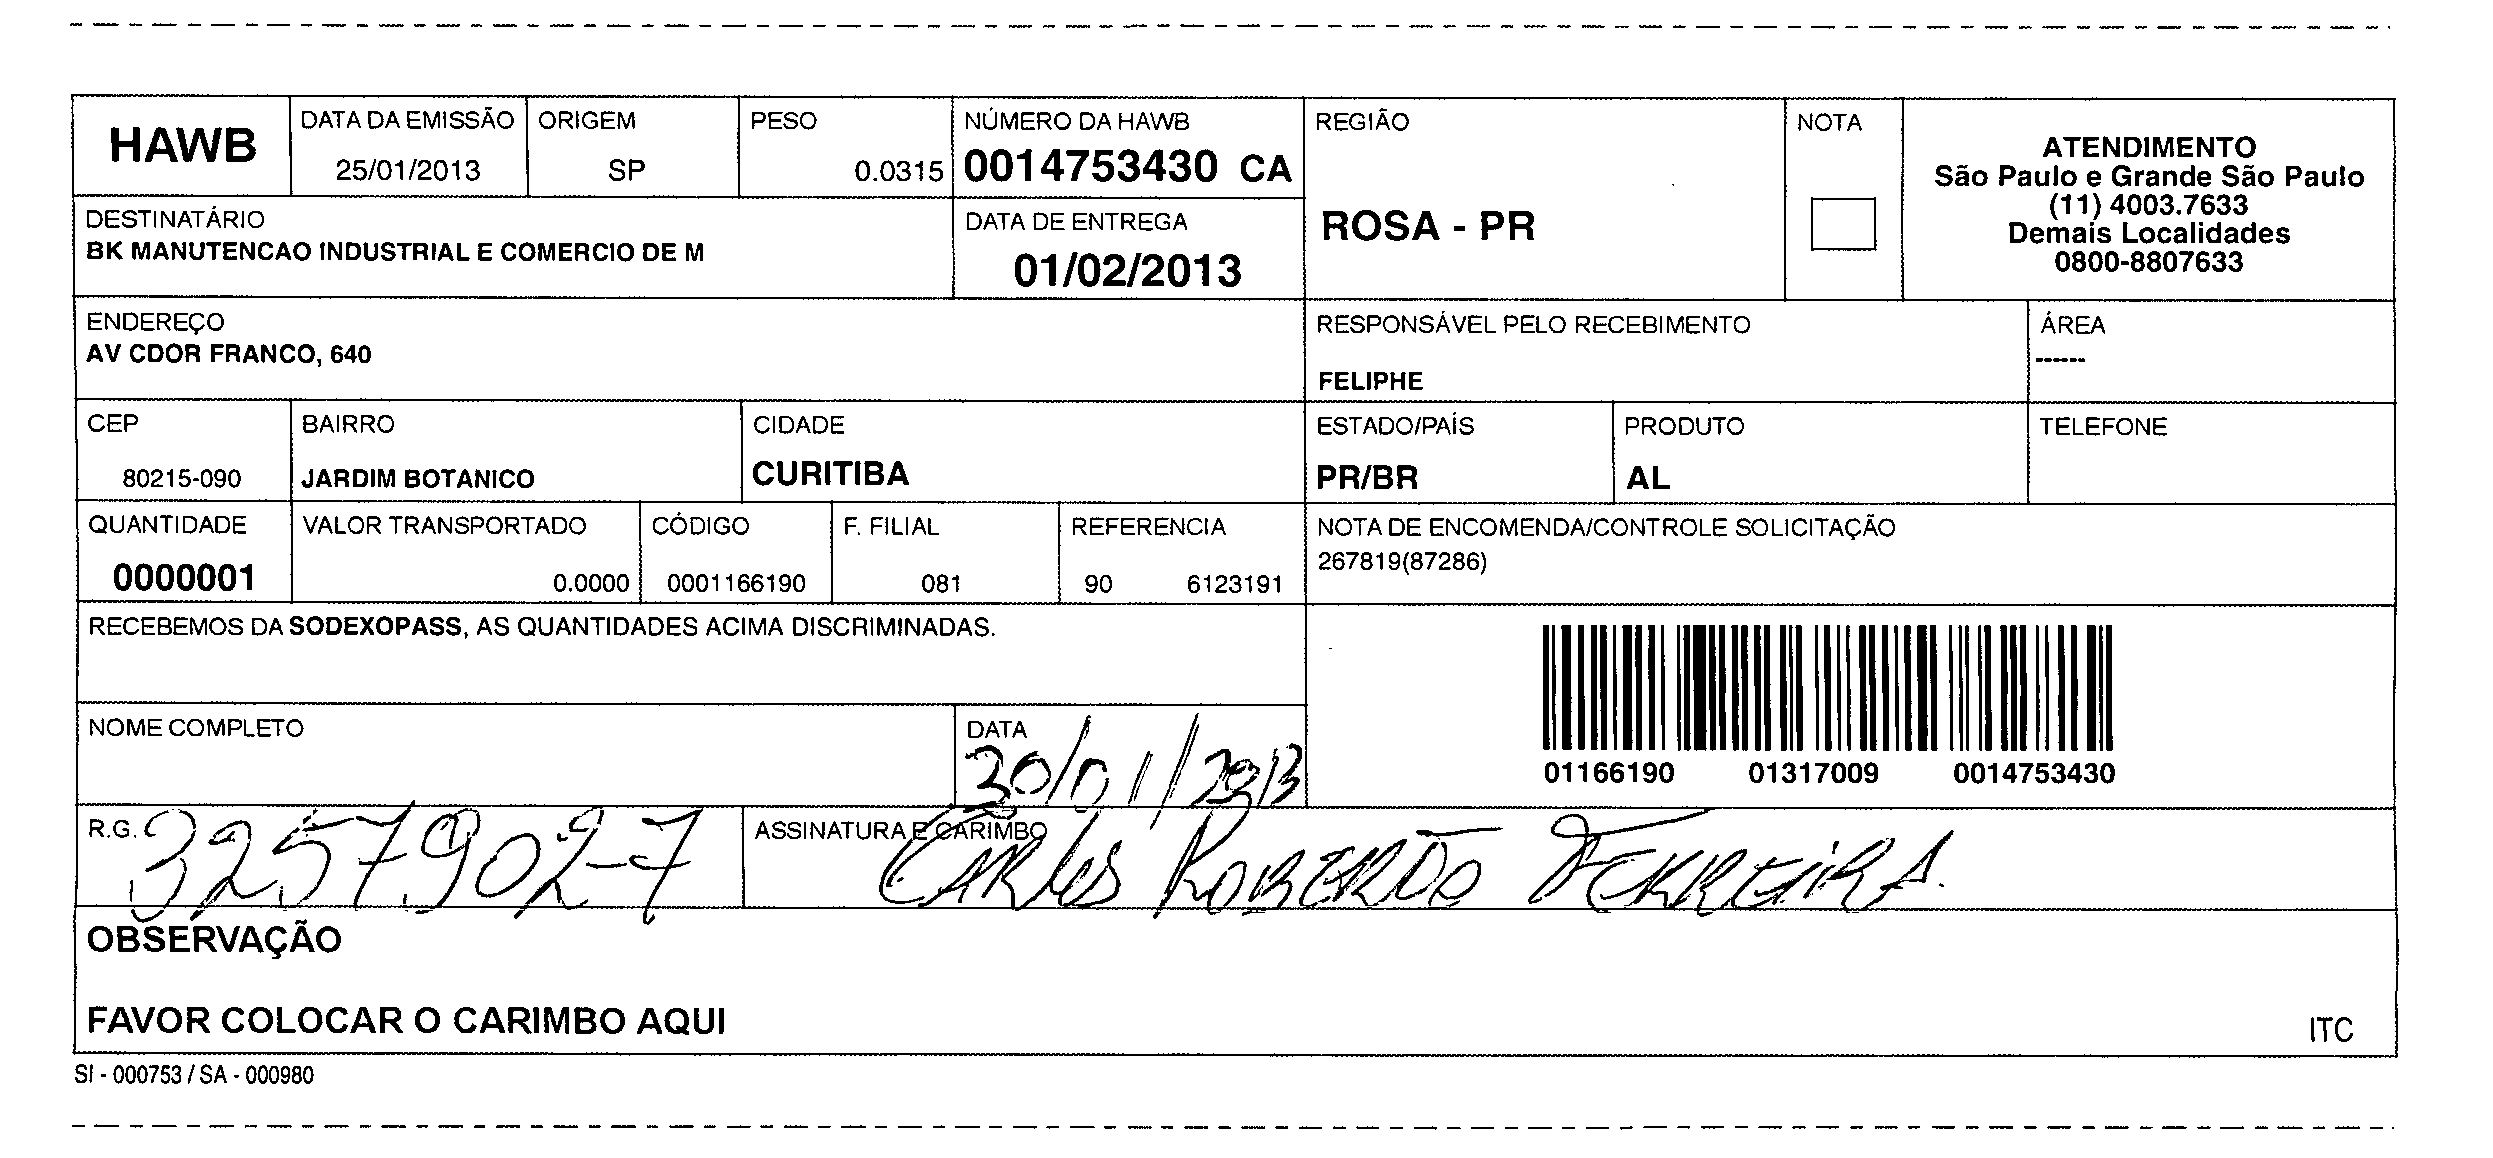 HAWB
DATA DA EMISSÃO
25/01/2013
ORIGEM
SP
PESO
0.0315
NÚMERO DA HAWB
0014753430 CA
REGIÃO
ROSA - PR
NOTA
ATENDIMENTO
São Paulo e Grande São Paulo
(11) 4003.7633
Demais Localidades
0800-8807633
DESTINATÁRIO
BK MANUTENCAO INDUSTRIAL E COMERCIO DE M
DATA DE ENTREGA
01/02/2013
ENDEREÇO
AV CDOR FRANCO, 640
RESPONSÁVEL PELO RECEBIMENTO
FELIPHE
ÁREA
------
CEP
80215-090
BAIRRO
JARDIM BOTANICO
CIDADE
CURITIBA
ESTADO/PAÍS
PR/BR
PRODUTO
AL
TELEFONE
QUANTIDADE
0000001
VALOR TRANSPORTADO
0.0000
CÓDIGO
0001166190
F. FILIAL
081
REFERENCIA
90 6123191
NOTA DE ENCOMENDA/CONTROLE SOLICITAÇÃO
267819(87286)
RECEBEMOS DA SODEXOPASS, AS QUANTIDADES ACIMA DISCRIMINADAS.
01166190 01317009 0014753430
NOME COMPLETO
DATA
30/01/2013
R.G.
3257902-7
ASSINATURA E CARIMBO
CARLOS ROBERTO FERREIRA.
OBSERVAÇÃO
FAVOR COLOCAR O CARIMBO AQUI
ITC
SI - 000753 / SA - 000980